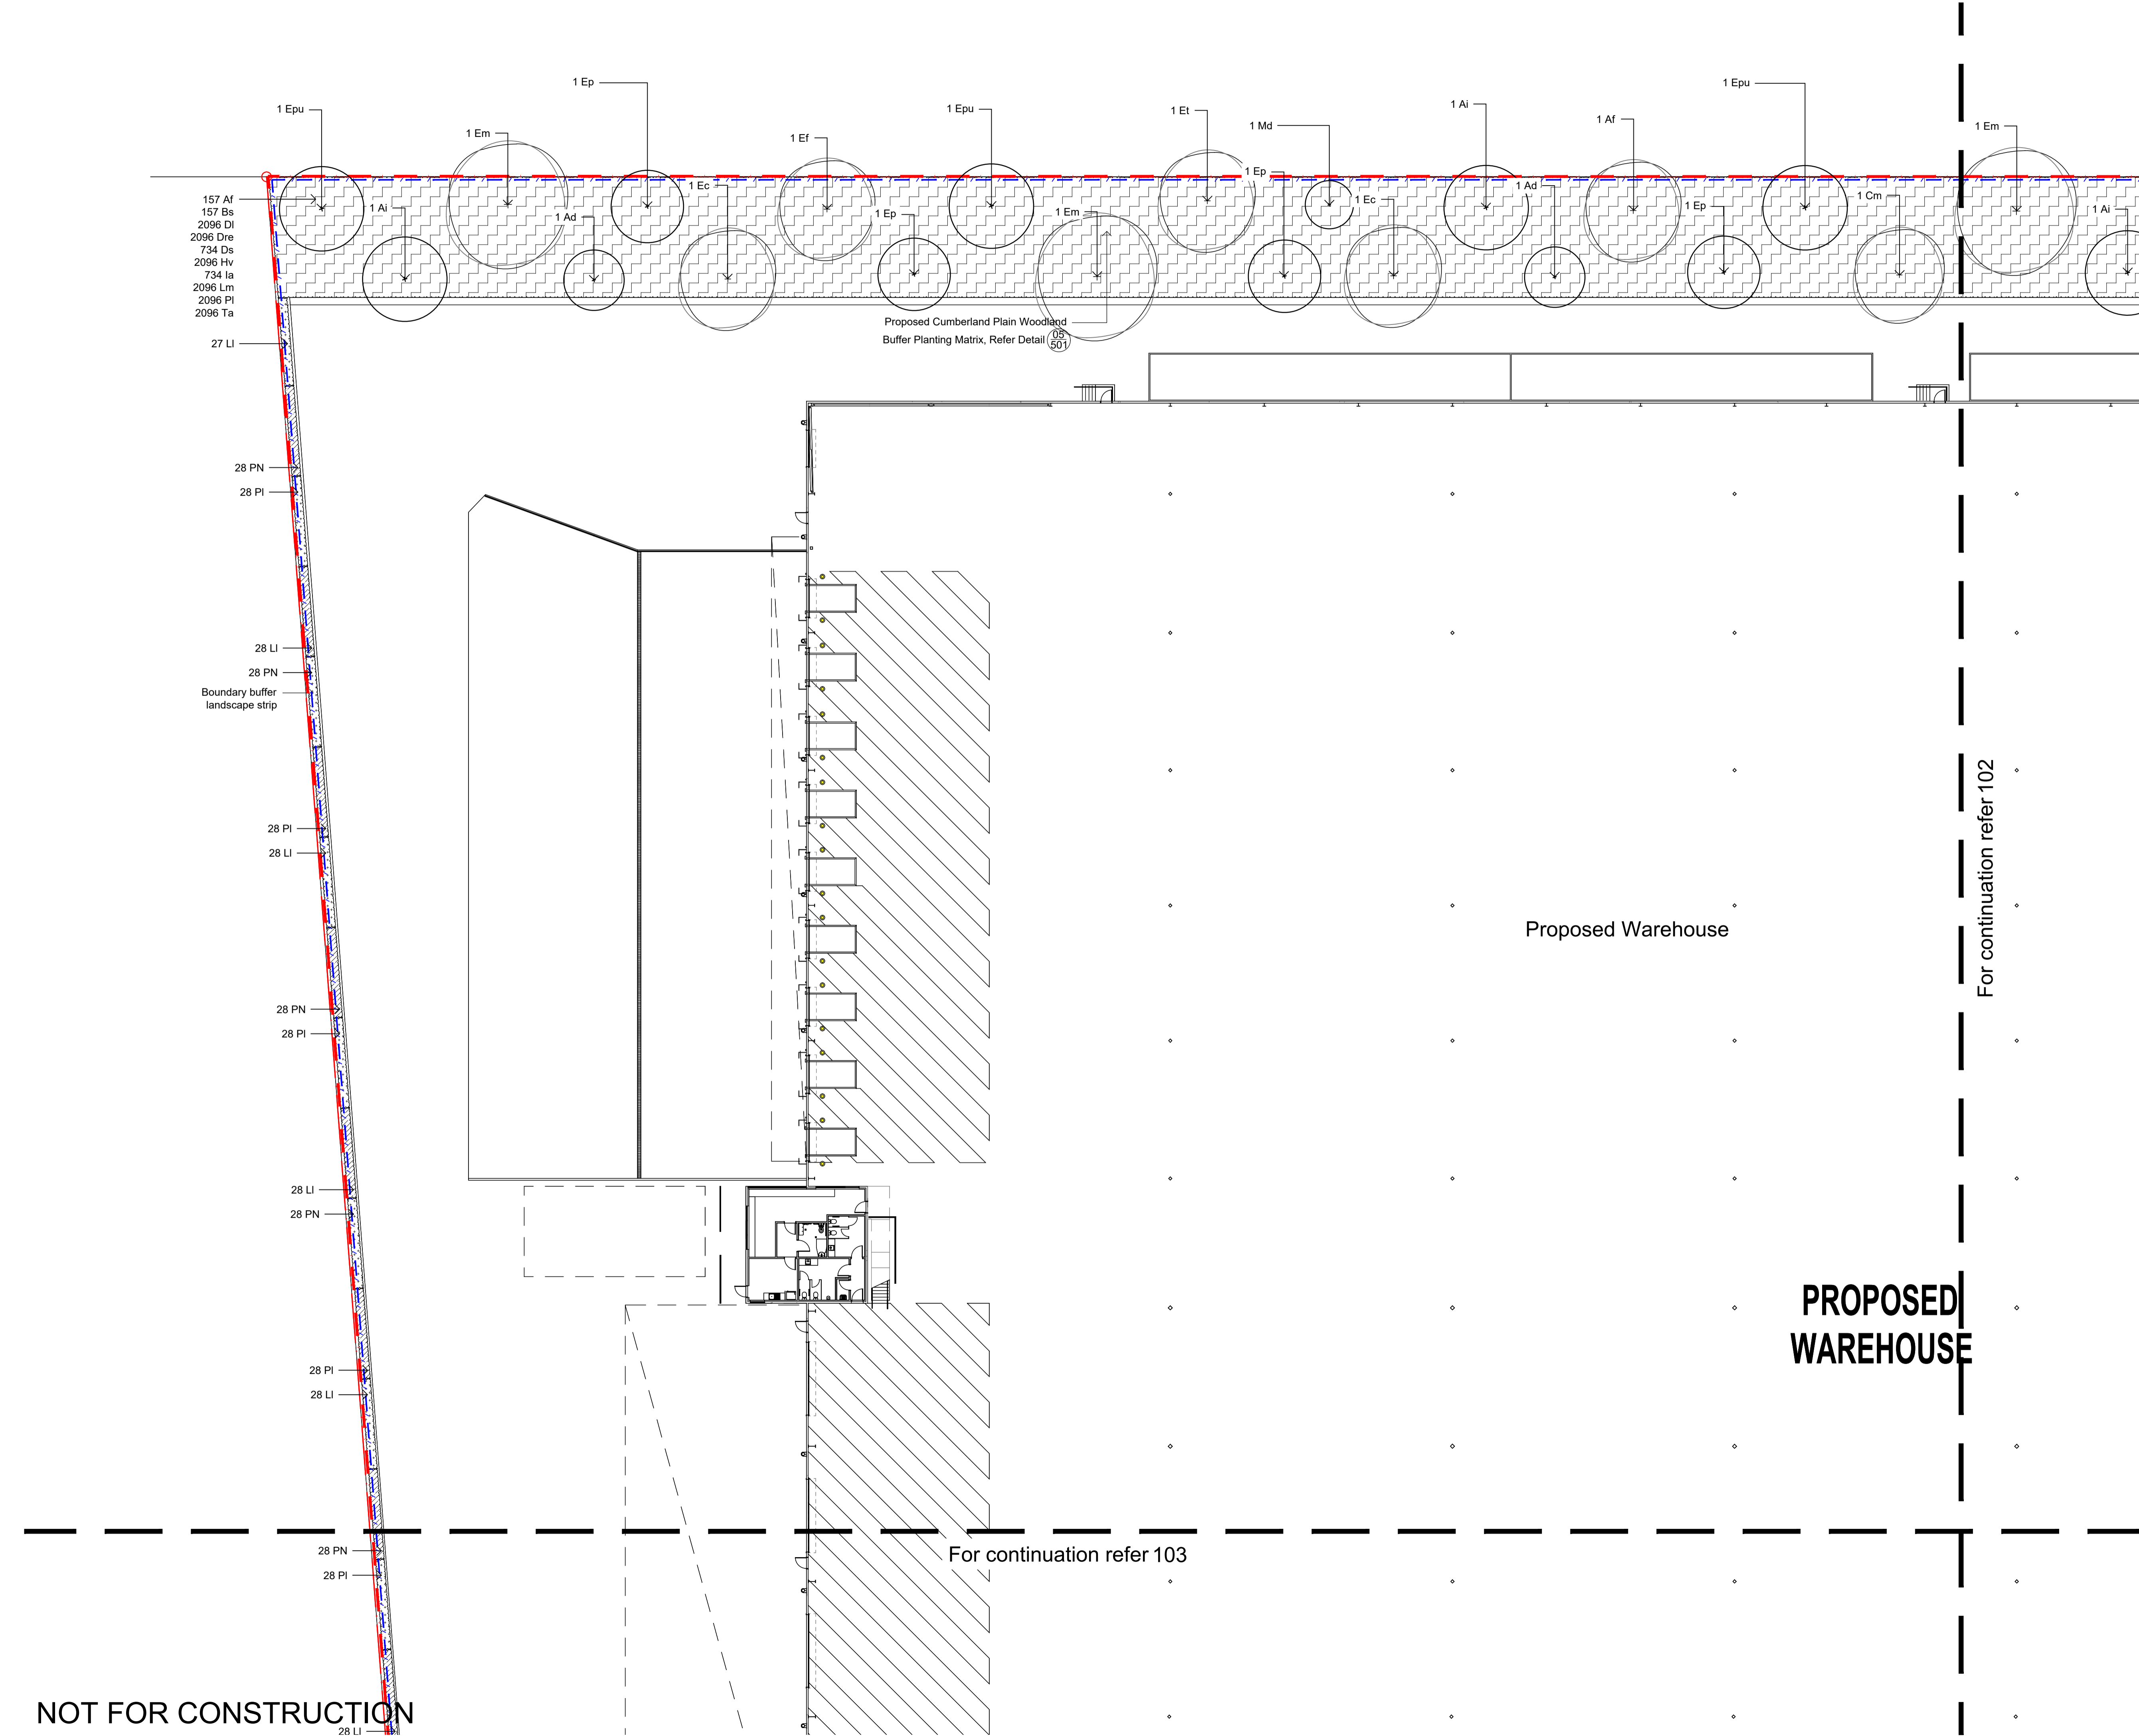 1 Ep
1 Epu
1 Epu
1 Epu
1 Et
1 Ai
1 Af
1 Em
1 Ef
1 Md
1 Em
1 Ep
1 Ec
1 Ad
1 Ec
1 Cm
1 Ai
1 Ad
1 Ep
1 Em
1 Ep
1 Ai
157 Af
157 Bs
2096 Dl
2096 Dre
734 Ds
2096 Hv
734 Ia
2096 Lm
2096 Pl
2096 Ta
Proposed Cumberland Plain Woodland
Buffer Planting Matrix, Refer Detail
05
501
27 Ll
28 PN
28 Pl
28 Ll
28 PN
Boundary buffer
landscape strip
28 Pl
28 Ll
28 PN
28 Pl
28 Ll
28 PN
28 Pl
28 Ll
28 PN
28 Pl
28 Ll
Proposed Warehouse
For continuation refer 102
PROPOSED
WAREHOUSE
For continuation refer 103
NOT FOR CONSTRUCTION